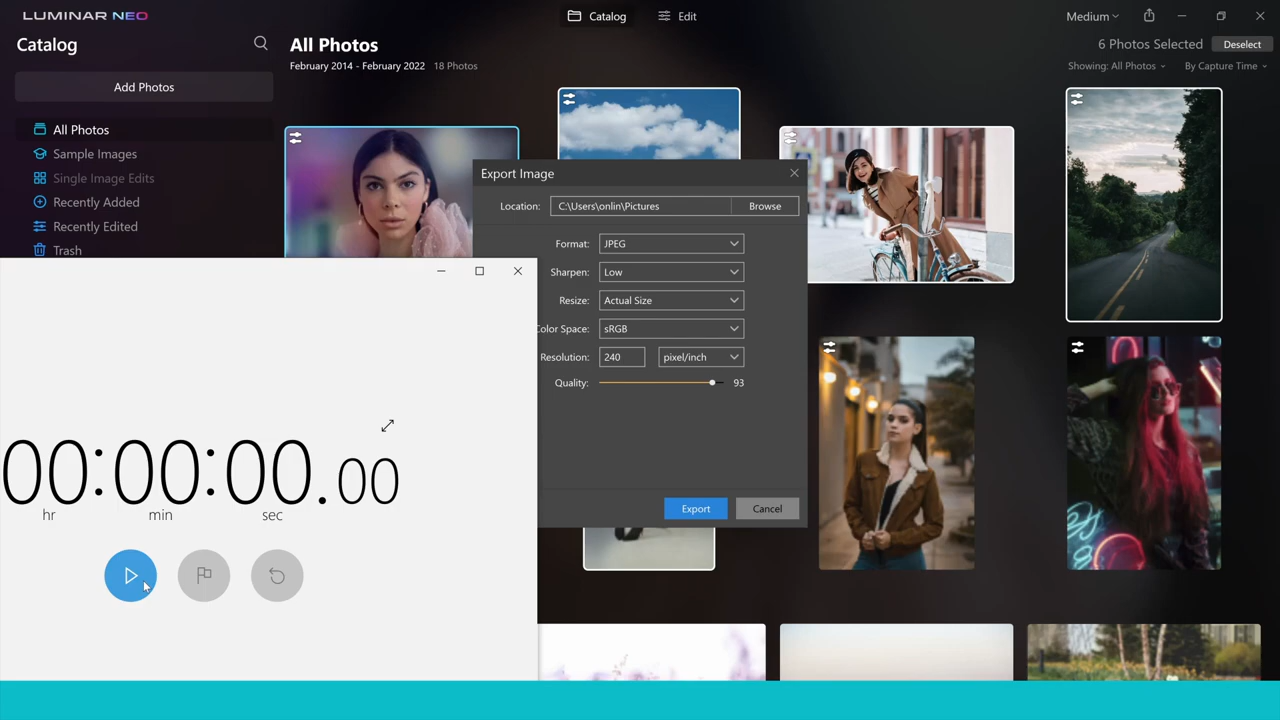 LUMINAR NEO
Catalog
Edit
Medium
Catalog
Add Photos
All Photos
Sample Images
Single Image Edits
Recently Added
Recently Edited
Trash
All Photos
February 2014 - February 2022 18 Photos
6 Photos Selected
Deselect
Showing: All Photos
By Capture Time
Export Image
Location: C:\Users\onlin\Pictures Browse
Format: JPEG
Sharpen: Low
Resize: Actual Size
Color Space: sRGB
Resolution: 240 pixel/inch
Quality: 93
Export Cancel
00:00:00.00
hr min sec